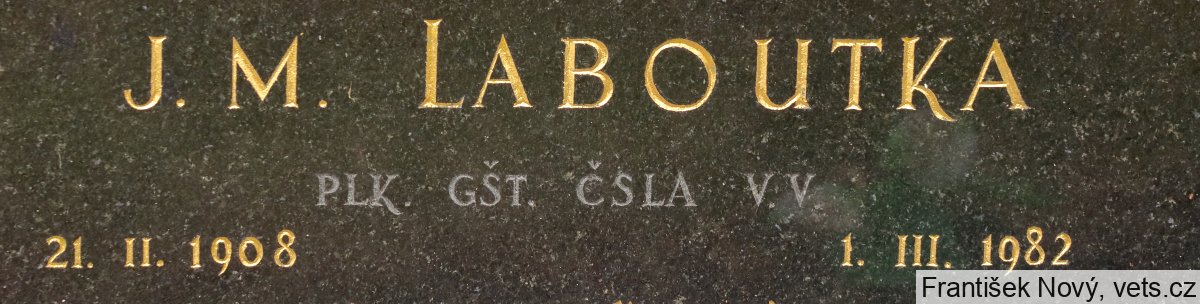 J. M. LABOUTKA
PLK. GŠT. ČSLA V.V.
21. II. 1908 1. III. 1982
František Nový, vets.cz